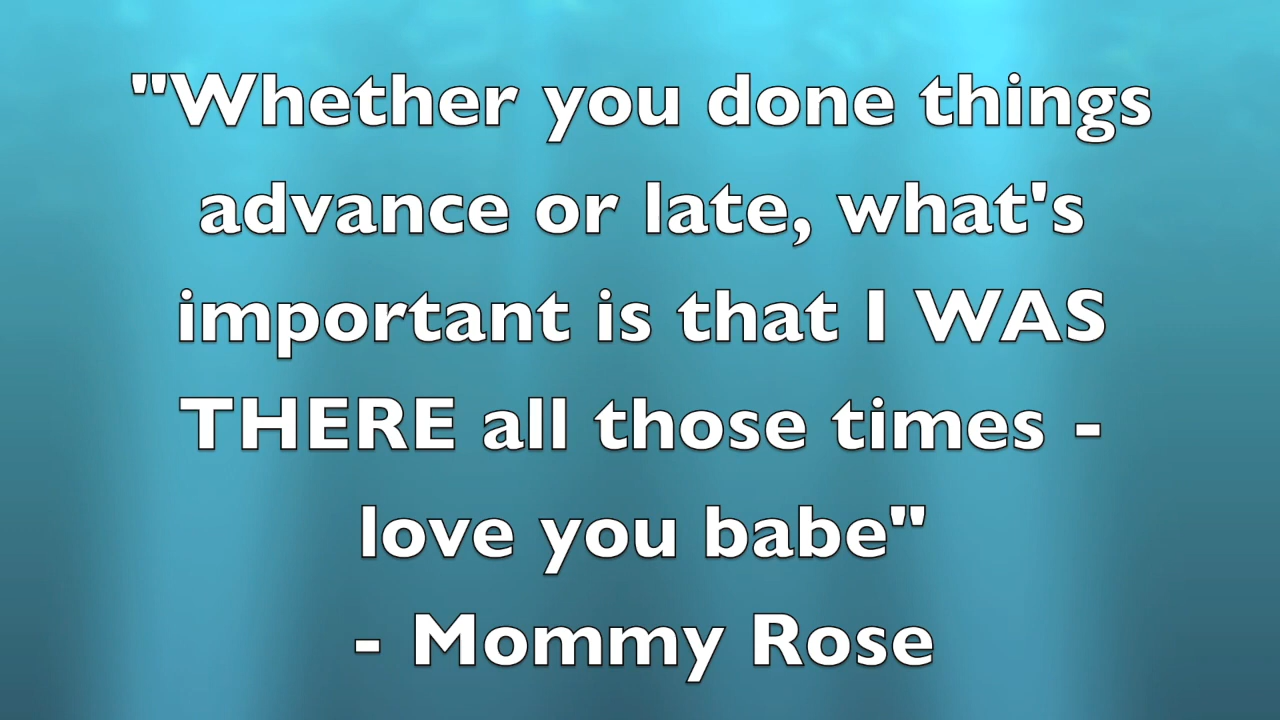 "Whether you done things
advance or late, what's
important is that I WAS
THERE all those times -
love you babe"
- Mommy Rose